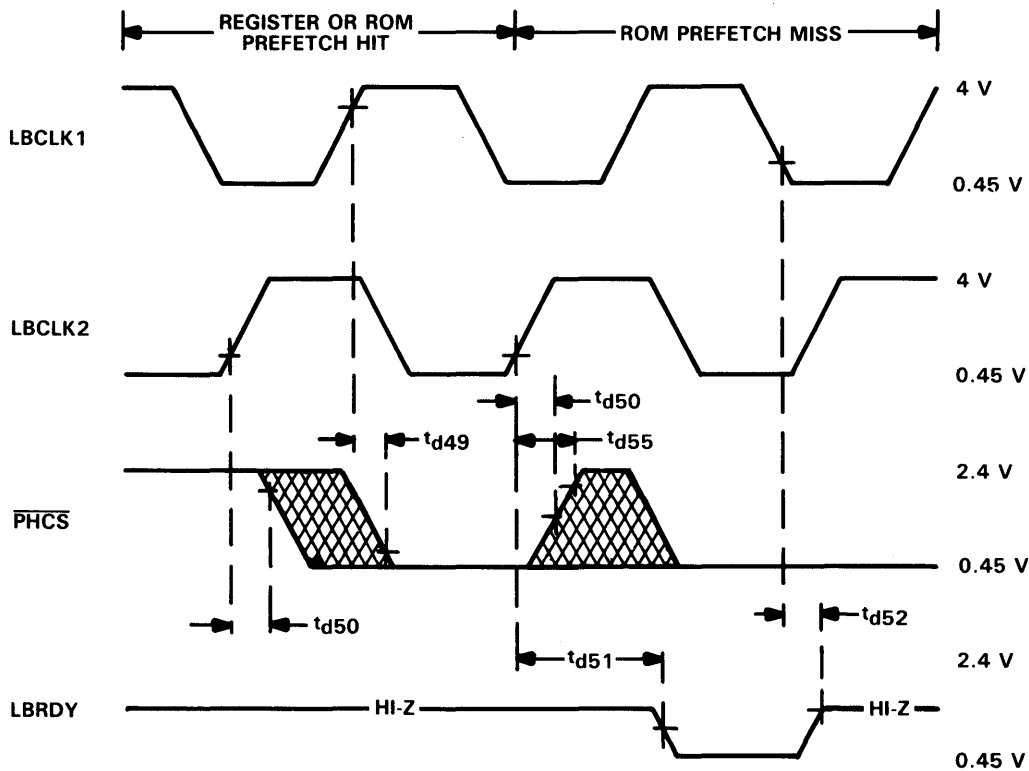 REGISTER OR ROM
PREFETCH HIT
ROM PREFETCH MISS
4 V
LBCLK1
0.45 V
4 V
LBCLK2
0.45 V
td50
td49
td55
2.4 V
PHCS
0.45 V
td50
td52
td51
2.4 V
LBRDY
HI-Z
HI-Z
0.45 V